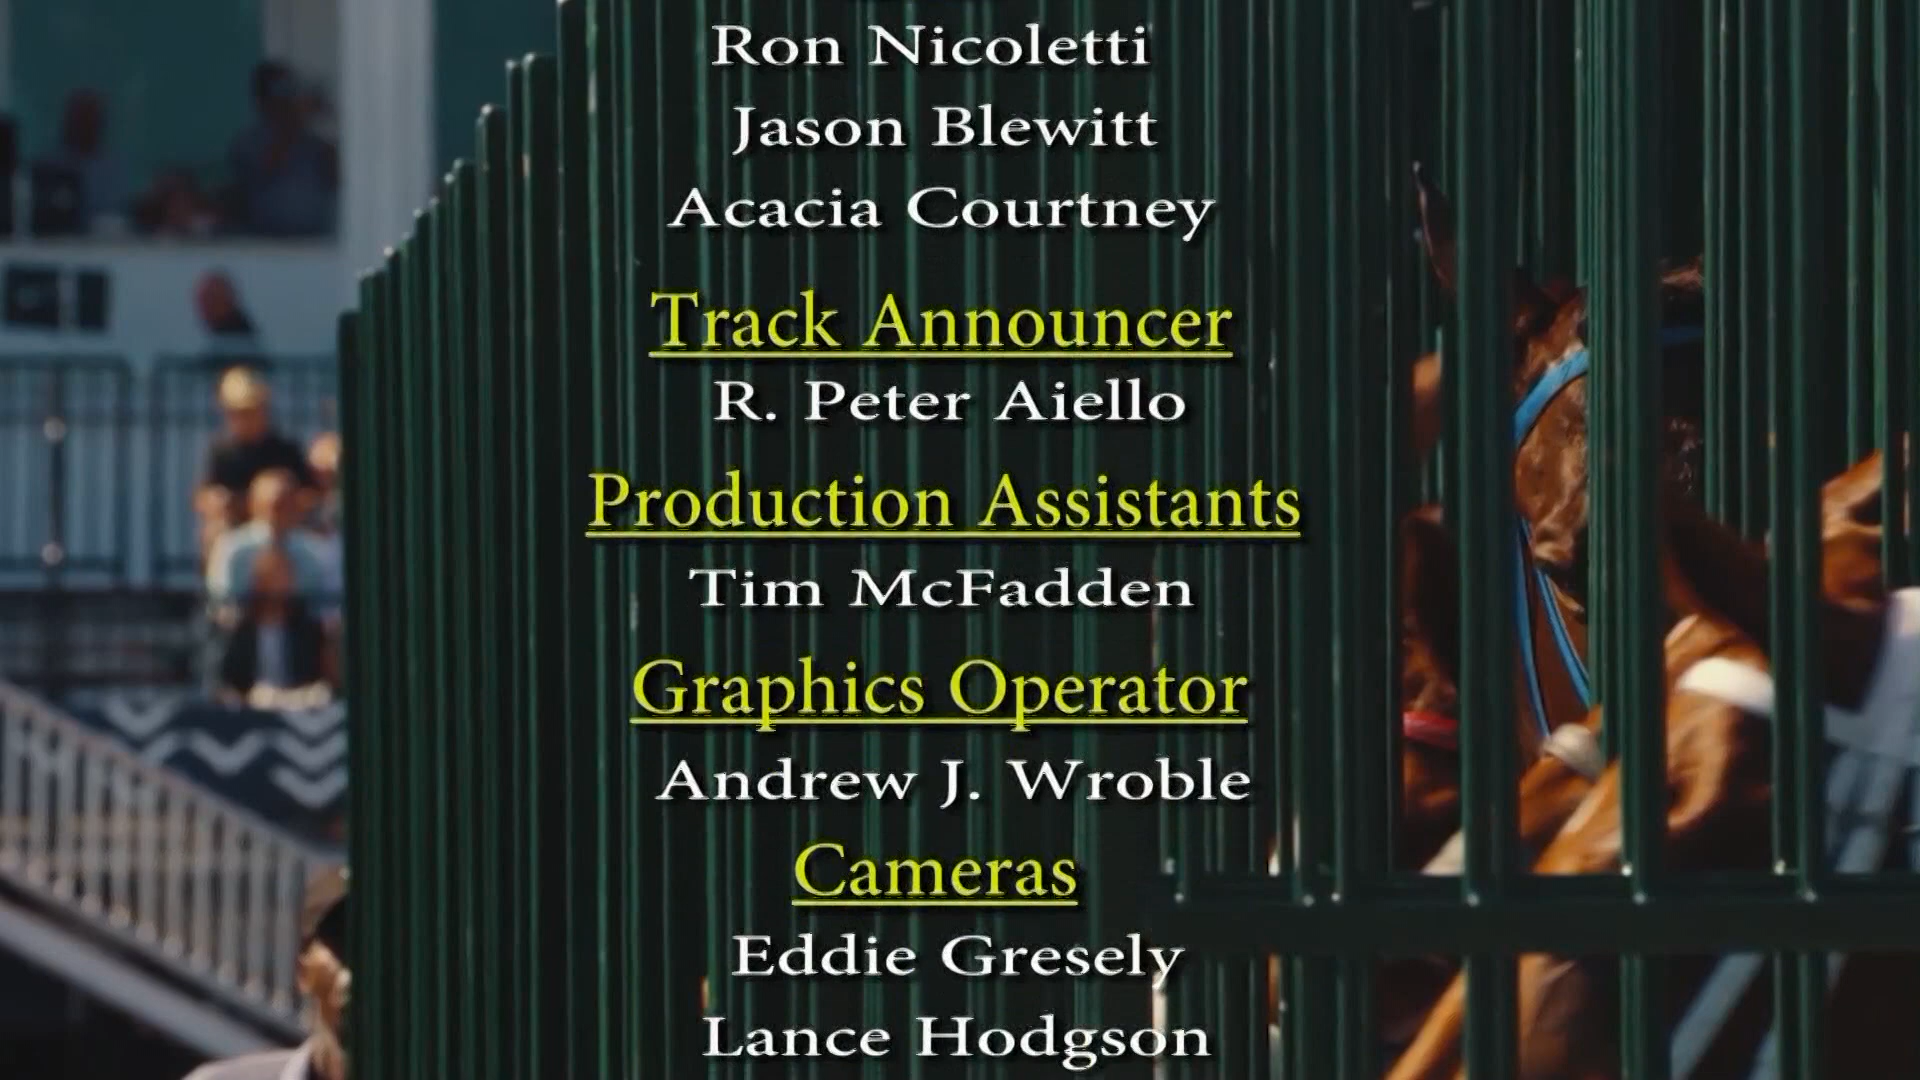 Ron Nicoletti
Jason Blewitt
Acacia Courtney
Track Announcer
R. Peter Aiello
Production Assistants
Tim McFadden
Graphics Operator
Andrew J. Wroble
Cameras
Eddie Gresely
Lance Hodgson